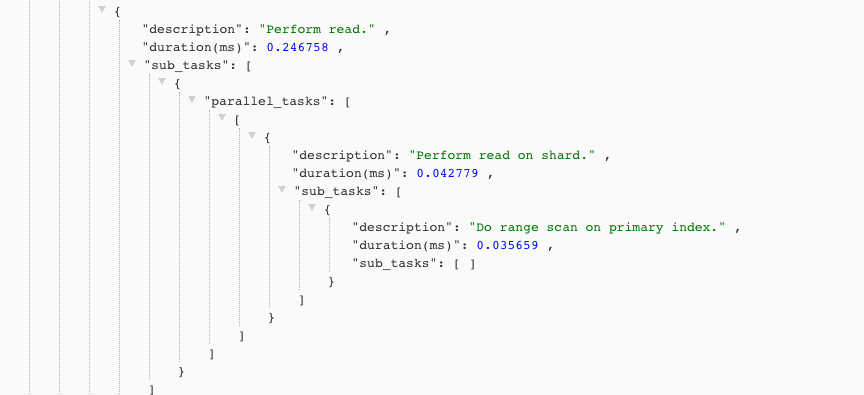 {
"description": "Perform read." ,
"duration(ms)": 0.246758 ,
"sub_tasks": [
{
"parallel_tasks": [
[
{
"description": "Perform read on shard." ,
"duration(ms)": 0.042779 ,
"sub_tasks": [
{
"description": "Do range scan on primary index." ,
"duration(ms)": 0.035659 ,
"sub_tasks": [ ]
}
]
}
]
]
}
]